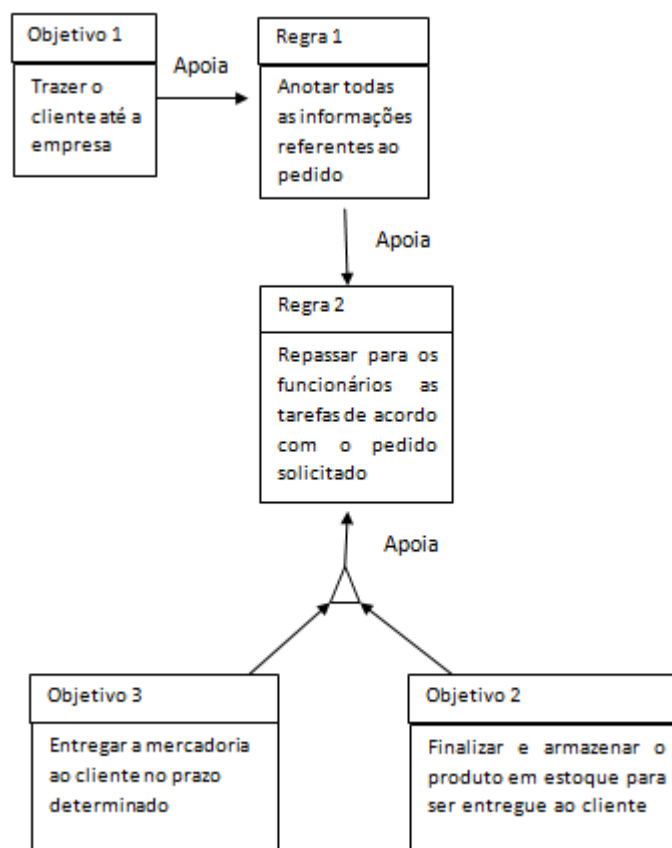 Objetivo 1
Trazer o
cliente até a
empresa
Apoia
Regra 1
Anotar todas
as informações
referentes ao
pedido
Apoia
Regra 2
Repassar para os
funcionários as
tarefas de acordo
com o pedido
solicitado
Apoia
Objetivo 3
Entregar a mercadoria
ao cliente no prazo
determinado
Objetivo 2
Finalizar e armazenar o
produto em estoque para
ser entregue ao cliente